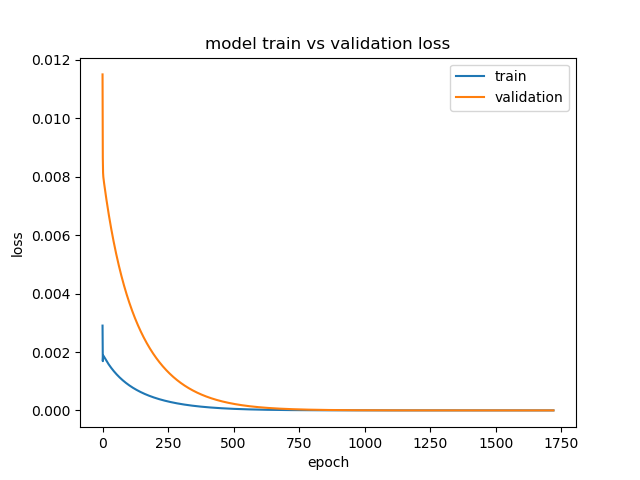 model train vs validation loss
train
validation
loss
0.012
0.010
0.008
0.006
0.004
0.002
0.000
0 250 500 750 1000 1250 1500 1750
epoch